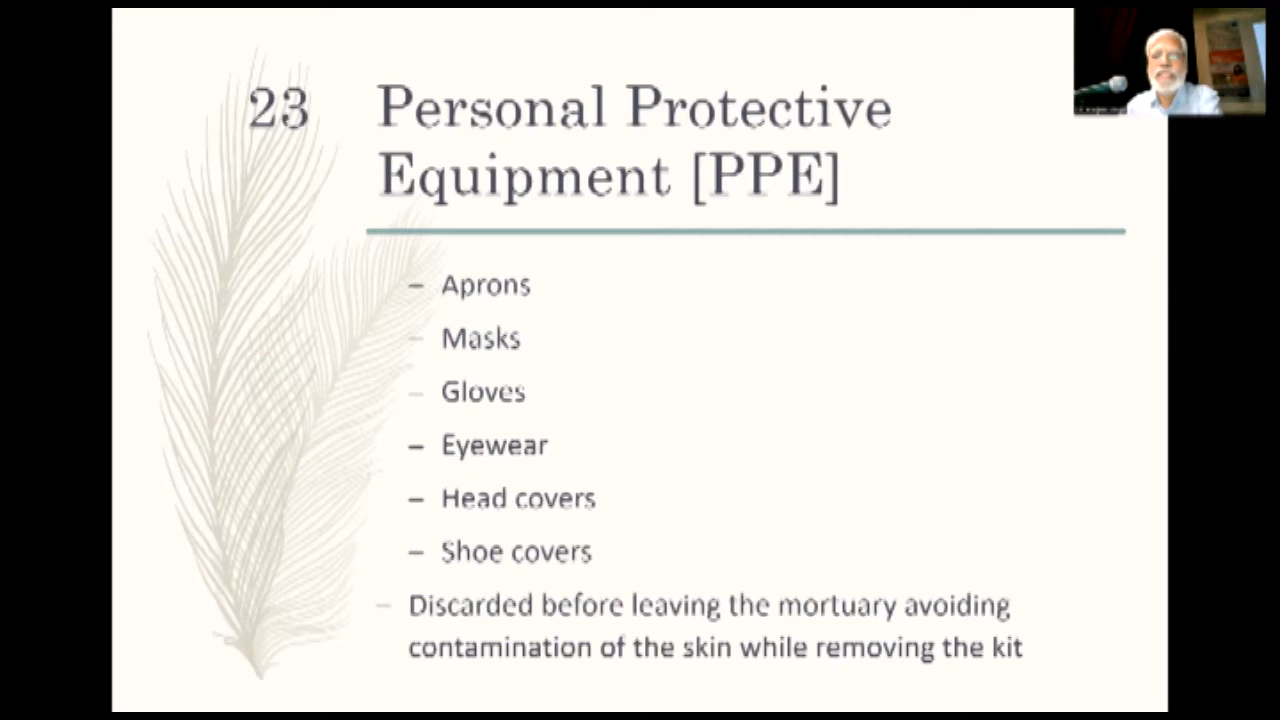 23
Personal Protective
Equipment [PPE]
– Aprons
– Masks
– Gloves
– Eyewear
– Head covers
– Shoe covers
– Discarded before leaving the mortuary avoiding
contamination of the skin while removing the kit